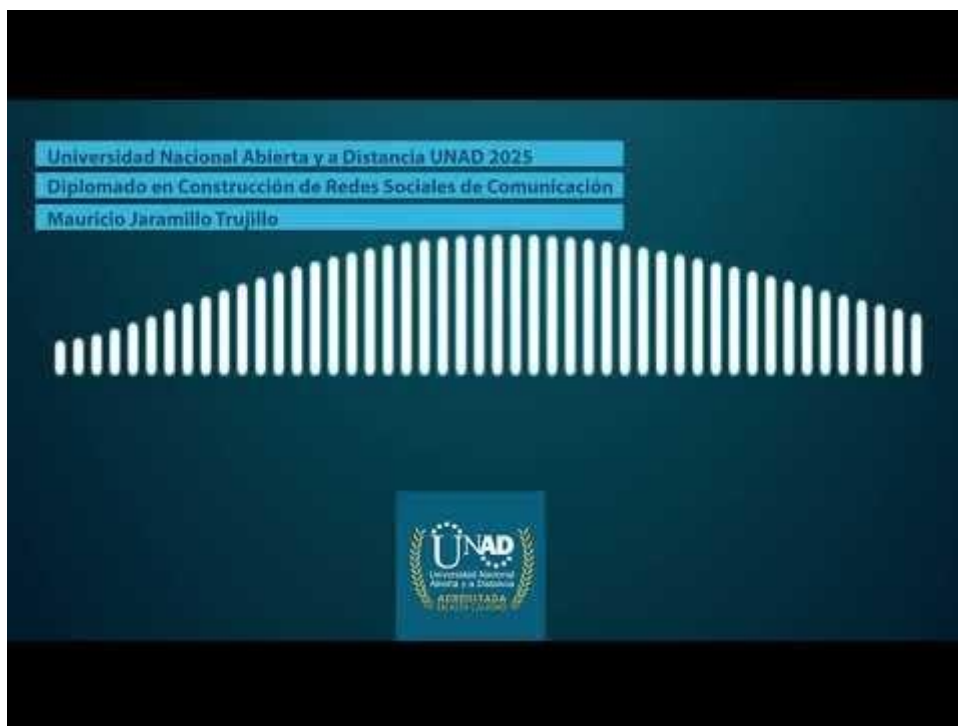 Universidad Nacional Abierta y a Distancia UNAD 2025
Diplomado en Construcción de Redes Sociales de Comunicación
Mauricio Jaramillo Trujillo
UNAD
Universidad Nacional
Abierta y a Distancia
ACREDITADA